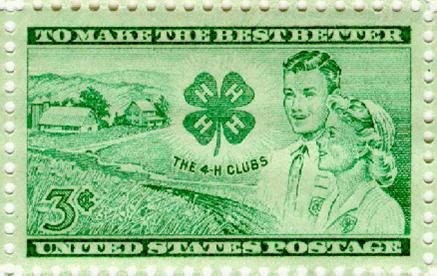 TO MAKE THE BEST BETTER
H H
H H
THE 4-H CLUBS
3¢
UNITED STATES POSTAGE